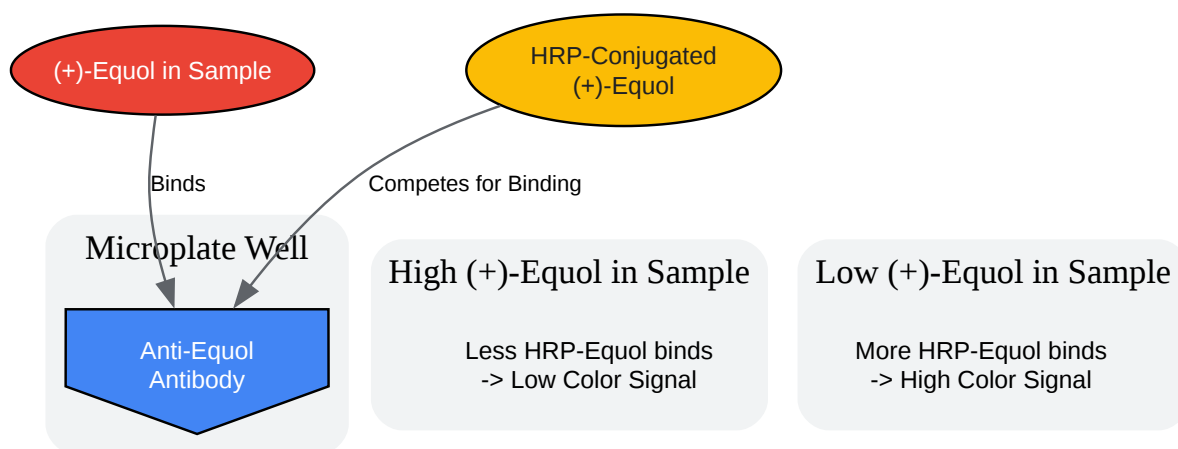 (+)-Equol in Sample
HRP-Conjugated
(+)-Equol
Binds
Competes for Binding
Microplate Well
Anti-Equol
Antibody
High (+)-Equol in Sample
Less HRP-Equol binds
-> Low Color Signal
Low (+)-Equol in Sample
More HRP-Equol binds
-> High Color Signal